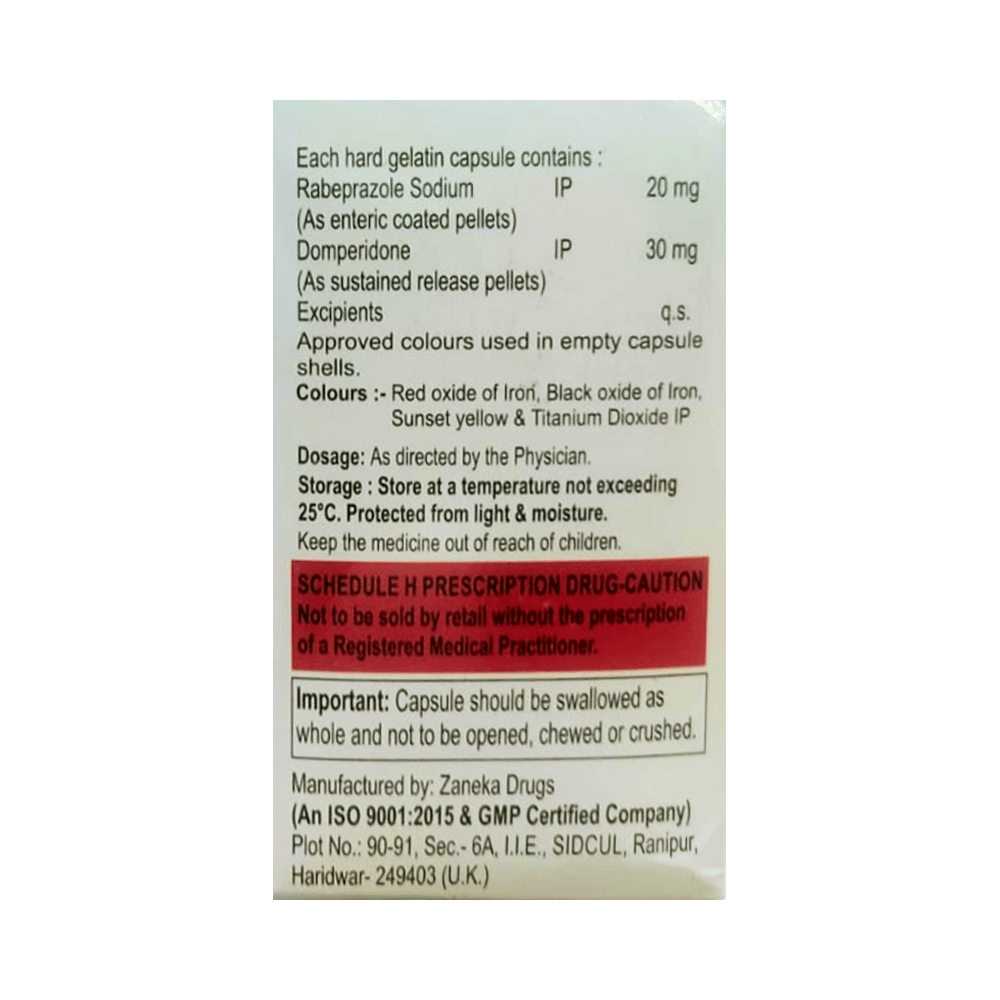 Each hard gelatin capsule contains :
Rabeprazole Sodium IP 20 mg
(As enteric coated pellets)
Domperidone IP 30 mg
(As sustained release pellets)
Excipients q.s.
Approved colours used in empty capsule
shells.
Colours :- Red oxide of Iron, Black oxide of Iron,
Sunset yellow & Titanium Dioxide IP
Dosage: As directed by the Physician.
Storage : Store at a temperature not exceeding
25°C. Protected from light & moisture.
Keep the medicine out of reach of children.
SCHEDULE H PRESCRIPTION DRUG-CAUTION
Not to be sold by retail without the prescription
of a Registered Medical Practitioner.
Important: Capsule should be swallowed as
whole and not to be opened, chewed or crushed.
Manufactured by: Zaneka Drugs
(An ISO 9001:2015 & GMP Certified Company)
Plot No.: 90-91, Sec.- 6A, I.I.E., SIDCUL, Ranipur,
Haridwar- 249403 (U.K.)